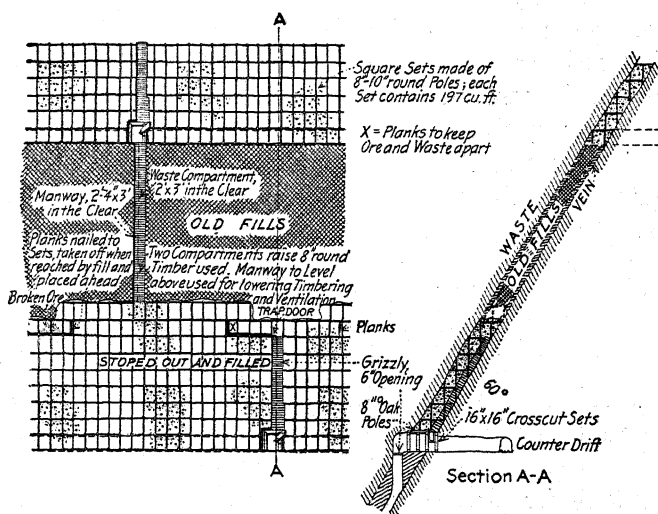 A
Square Sets made of
8"-10" round Poles; each
Set contains 197 cu. ft.
X = Planks to keep
Ore and Waste apart
Waste Compartment,
2'x3' in the Clear
Manway, 2'-4"x3'
in the Clear
OLD FILLS
Planks nailed to
Sets, taken off when
reached by fill and
placed ahead
Two Compartments raise 8" round
Timber used. Manway to Level
above used for lowering Timbering
and Ventilation
Broken Ore
TRAP DOOR
X
Planks
STOPED OUT AND FILLED
Grizzly,
6" Opening
8" Oak
Poles
A
WASTE
OLD FILLS
VEIN
60°
16"x16" Crosscut Sets
Counter Drift
Section A-A